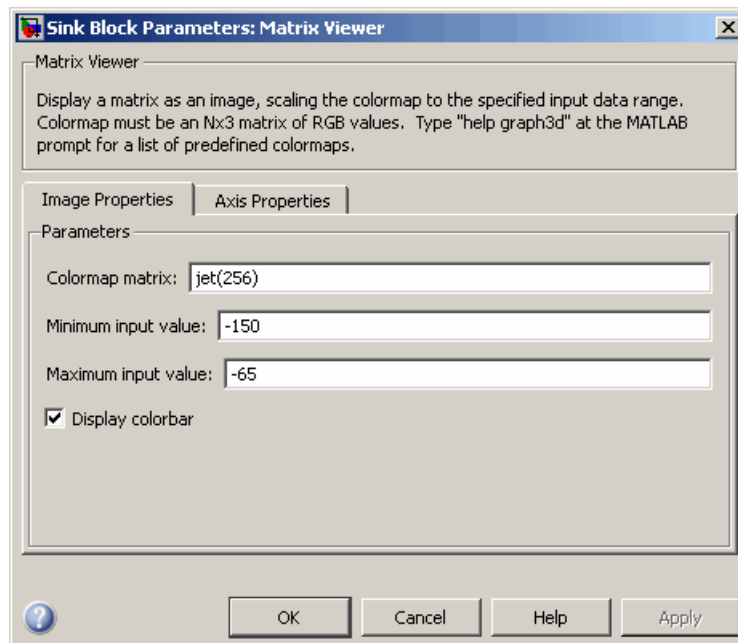 Sink Block Parameters: Matrix Viewer
Matrix Viewer
Display a matrix as an image, scaling the colormap to the specified input data range.
Colormap must be an Nx3 matrix of RGB values.  Type "help graph3d" at the MATLAB
prompt for a list of predefined colormaps.
Image Properties Axis Properties
Parameters
Colormap matrix: jet(256)
Minimum input value: -150
Maximum input value: -65
Display colorbar
? OK Cancel Help Apply